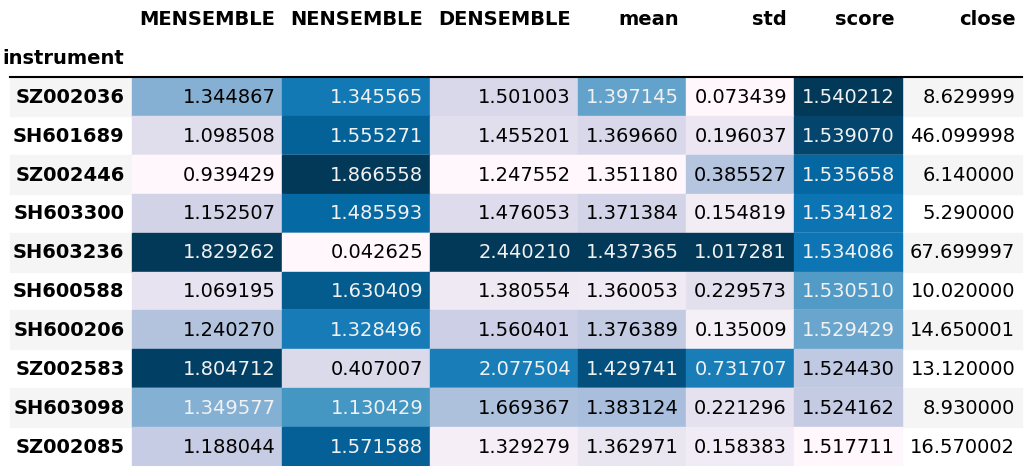 MENSEMBLE NENSEMBLE DENSEMBLE mean std score close
instrument
SZ002036 1.344867 1.345565 1.501003 1.397145 0.073439 1.540212 8.629999
SH601689 1.098508 1.555271 1.455201 1.369660 0.196037 1.539070 46.099998
SZ002446 0.939429 1.866558 1.247552 1.351180 0.385527 1.535658 6.140000
SH603300 1.152507 1.485593 1.476053 1.371384 0.154819 1.534182 5.290000
SH603236 1.829262 0.042625 2.440210 1.437365 1.017281 1.534086 67.699997
SH600588 1.069195 1.630409 1.380554 1.360053 0.229573 1.530510 10.020000
SH600206 1.240270 1.328496 1.560401 1.376389 0.135009 1.529429 14.650001
SZ002583 1.804712 0.407007 2.077504 1.429741 0.731707 1.524430 13.120000
SH603098 1.349577 1.130429 1.669367 1.383124 0.221296 1.524162 8.930000
SZ002085 1.188044 1.571588 1.329279 1.362971 0.158383 1.517711 16.570002